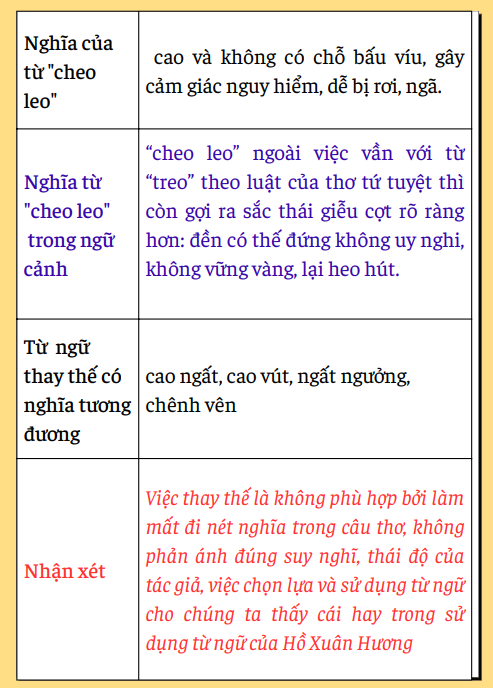 Nghĩa của
từ "cheo
leo"
cao và không có chỗ bấu víu, gây
cảm giác nguy hiểm, dễ bị rơi, ngã.
Nghĩa từ
"cheo leo"
trong ngữ
cảnh
“cheo leo” ngoài việc vần với từ
“treo” theo luật của thơ tứ tuyệt thì
còn gợi ra sắc thái giễu cợt rõ ràng
hơn: đền có thế đứng không uy nghi,
không vững vàng, lại heo hút.
Từ ngữ
thay thế có
nghĩa tương
đương
cao ngất, cao vút, ngất ngưởng,
chênh vên
Nhận xét
Việc thay thế là không phù hợp bởi làm
mất đi nét nghĩa trong câu thơ, không
phản ánh đúng suy nghĩ, thái độ của
tác giả, việc chọn lựa và sử dụng từ ngữ
cho chúng ta thấy cái hay trong sử
dụng từ ngữ của Hồ Xuân Hương